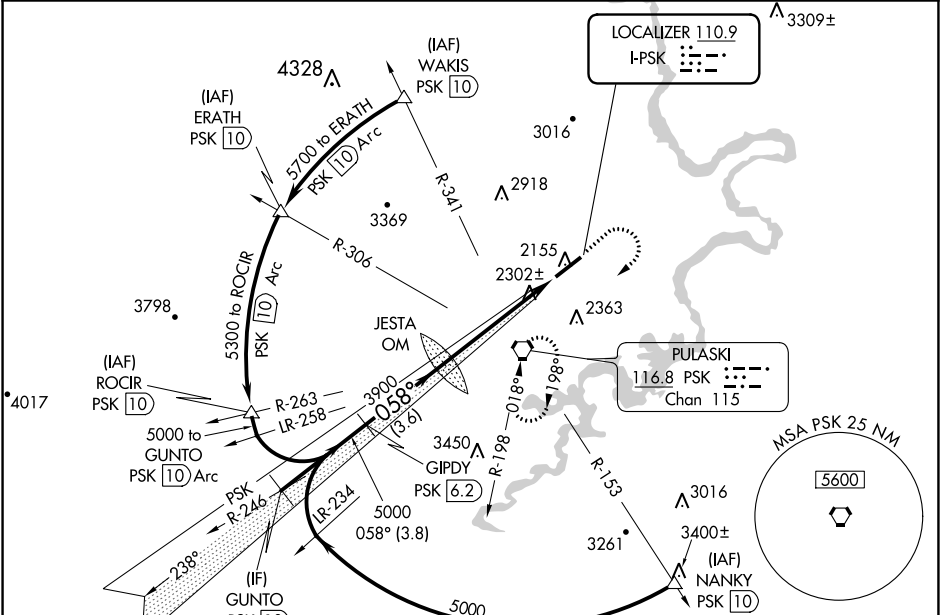 3309±
LOCALIZER 110.9
I-PSK
(IAF)
WAKIS
PSK 10
4328
(IAF)
ERATH
PSK 10
5700 to ERATH
PSK 10 Arc
3016
R-341
2918
3369
R-306
2155
2302±
5300 to ROCIR
PSK 10 Arc
3798
2363
JESTA
OM
PULASKI
116.8 PSK
Chan 115
(IAF)
ROCIR
PSK 10
4017
R-263
LR-258
3900
058°
(3.6)
018°
198°
5000 to
GUNTO
PSK 10 Arc
3450
GIPDY
PSK 6.2
R-198
R-153
MSA PSK 25 NM
5600
PSK
R-246
LR-234
5000
058° (3.8)
3016
3261
3400±
238°
(IF)
GUNTO
(IAF)
NANKY
PSK 10
5000